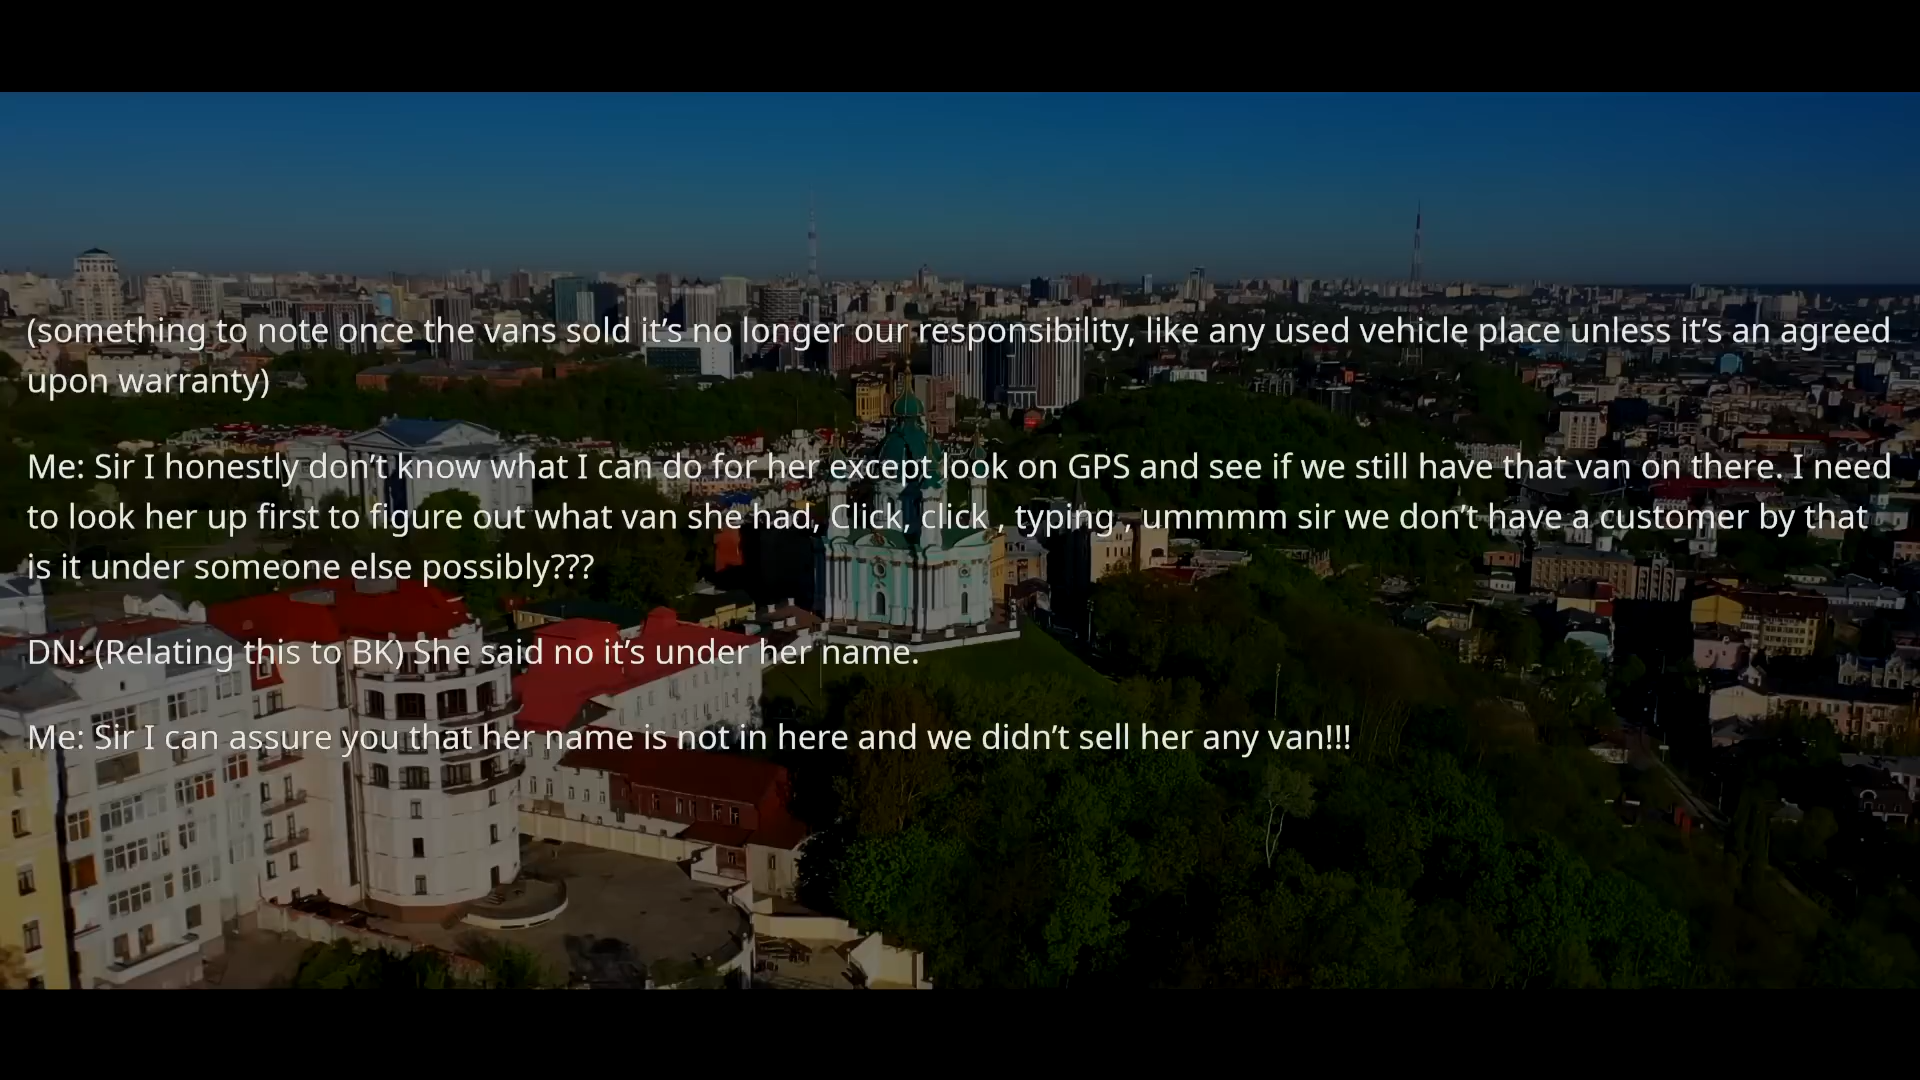 (something to note once the vans sold it’s no longer our responsibility, like any used vehicle place unless it’s an agreed
upon warranty)
Me: Sir I honestly don’t know what I can do for her except look on GPS and see if we still have that van on there. I need
to look her up first to figure out what van she had, Click, click , typing , ummmm sir we don’t have a customer by that
is it under someone else possibly???
DN: (Relating this to BK) She said no it’s under her name.
Me: Sir I can assure you that her name is not in here and we didn’t sell her any van!!!